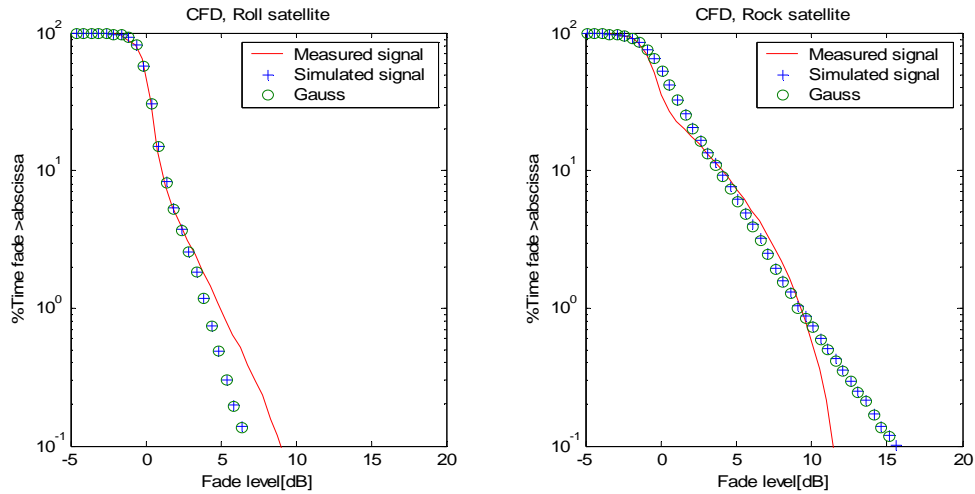 CFD, Roll satellite
Measured signal
Simulated signal
Gauss
%Time fade >abscissa
10^2
10^1
10^0
10^-1
-5 0 5 10 15 20
Fade level[dB]
CFD, Rock satellite
Measured signal
Simulated signal
Gauss
%Time fade >abscissa
10^2
10^1
10^0
10^-1
-5 0 5 10 15 20
Fade level[dB]